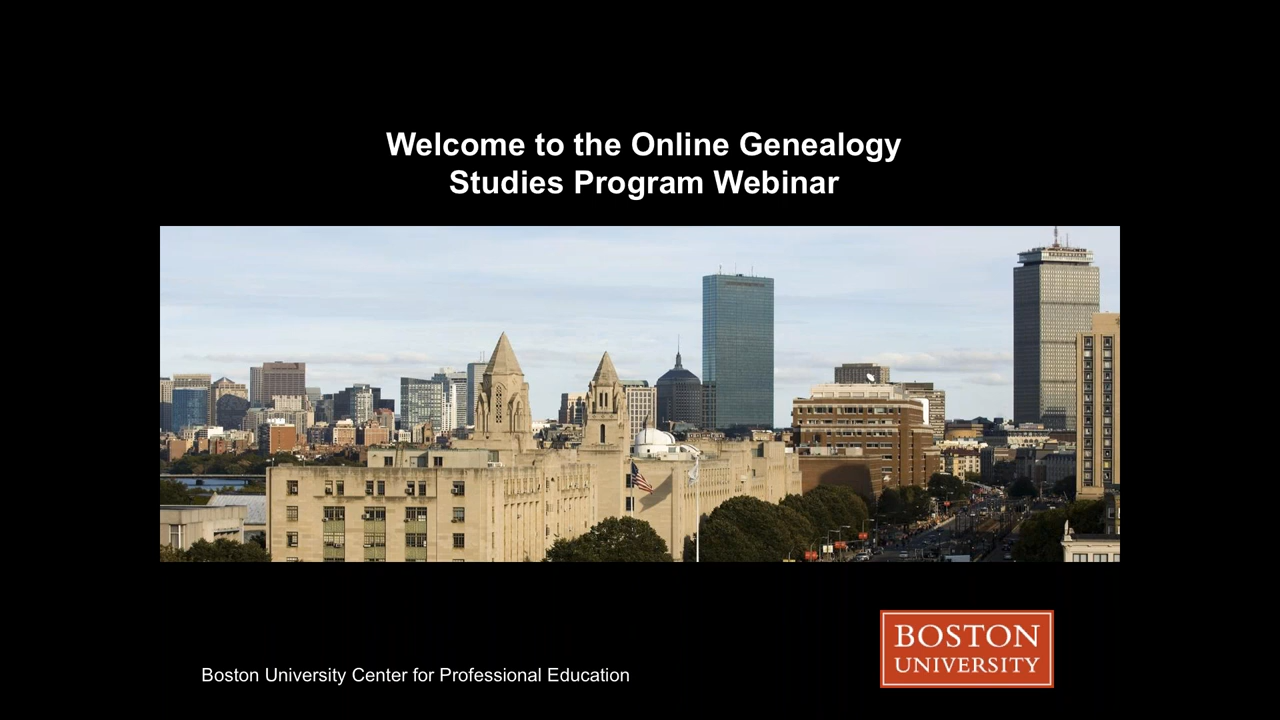 Welcome to the Online Genealogy
Studies Program Webinar
Boston University Center for Professional Education
BOSTON
UNIVERSITY